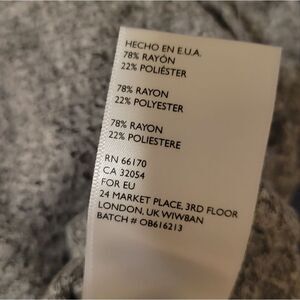 HECHO EN E.U.A.
78% RAYÓN
22% POLIÉSTER
78% RAYON
22% POLYESTER
78% RAYON
22% POLIESTERE
RN 66170
CA 32054
FOR EU
24 MARKET PLACE, 3RD FLOOR
LONDON, UK WIW8AN
BATCH # OB616213